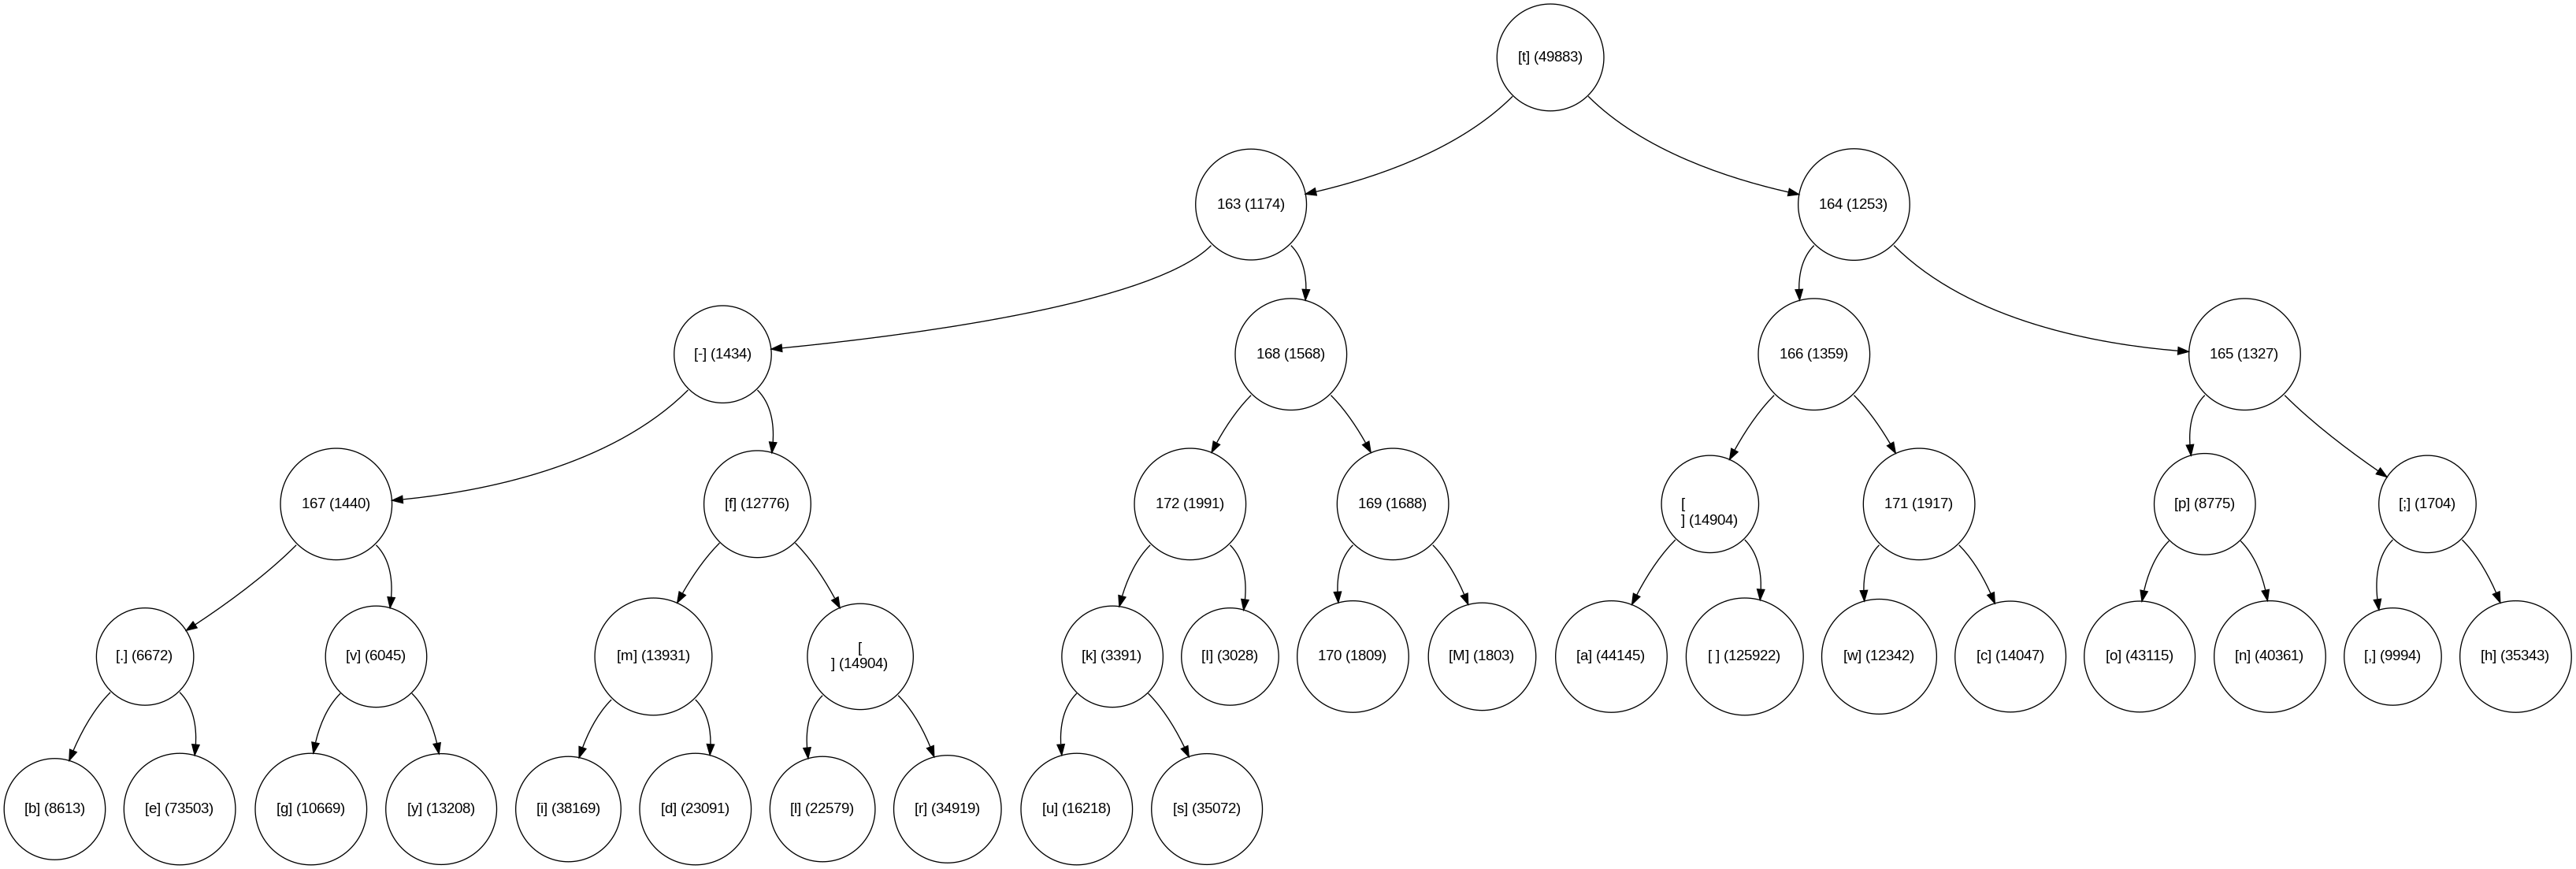 [t] (49883)
163 (1174)
164 (1253)
[-] (1434)
168 (1568)
166 (1359)
165 (1327)
167 (1440)
[f] (12776)
172 (1991)
169 (1688)
[
] (14904)
171 (1917)
[p] (8775)
[;] (1704)
[.] (6672)
[v] (6045)
[m] (13931)
[
] (14904)
[k] (3391)
[I] (3028)
170 (1809)
[M] (1803)
[a] (44145)
[ ] (125922)
[w] (12342)
[c] (14047)
[o] (43115)
[n] (40361)
[,] (9994)
[h] (35343)
[b] (8613)
[e] (73503)
[g] (10669)
[y] (13208)
[i] (38169)
[d] (23091)
[l] (22579)
[r] (34919)
[u] (16218)
[s] (35072)